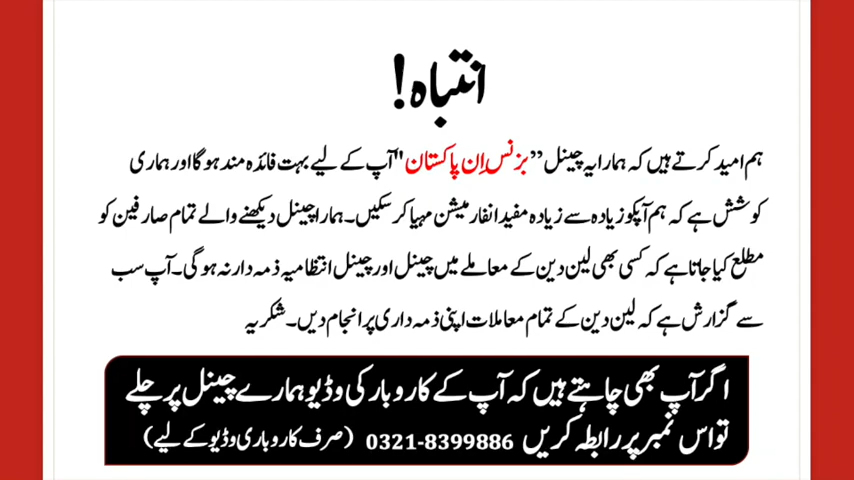 انتباہ!
ہم امید کرتے ہیں کہ ہمارا یہ چینل ”بزنس اِن پاکستان" آپ کے لیے بہت فائدہ مند ہوگا اور ہماری
کوشش ہے کہ ہم آپکو زیادہ سے زیادہ مفید انفارمیشن مہیا کر سکیں۔ ہمارا چینل دیکھنے والے تمام صارفین کو
مطلع کیا جاتا ہے کہ کسی بھی لین دین کے معاملے میں چینل اور چینل انتظامیہ ذمہ دار نہ ہوگی۔ آپ سب
سے گزارش ہے کہ لین دین کے تمام معاملات اپنی ذمہ داری پر انجام دیں۔ شکریہ
اگر آپ بھی چاہتے ہیں کہ آپ کے کاروبار کی وڈیو ہمارے چینل پر چلے
تو اس نمبر پر رابطہ کریں 0321-8399886 (صرف کاروباری وڈیو کے لیے)